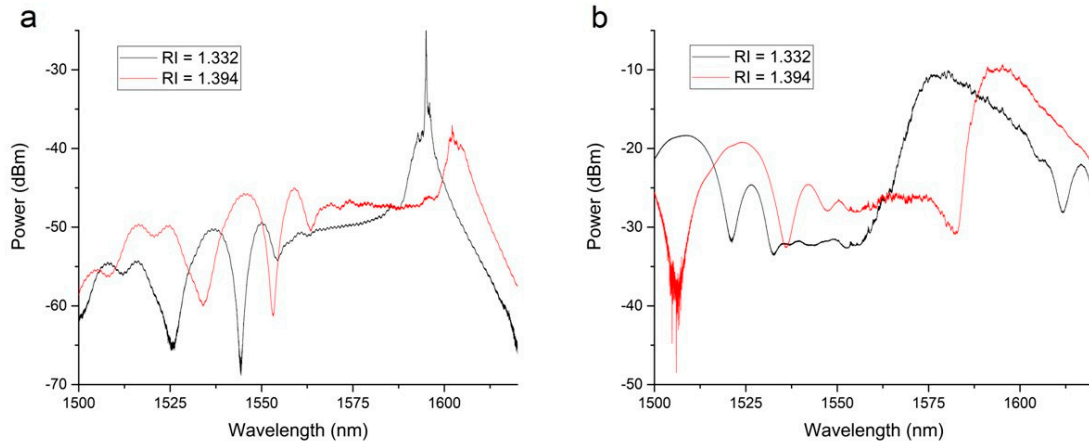 a
RI = 1.332
RI = 1.394
Power (dBm)
-30
-40
-50
-60
-70
1500
1525
1550
1575
1600
Wavelength (nm)
b
RI = 1.332
RI = 1.394
Power (dBm)
-10
-20
-30
-40
-50
1500
1525
1550
1575
1600
Wavelength (nm)